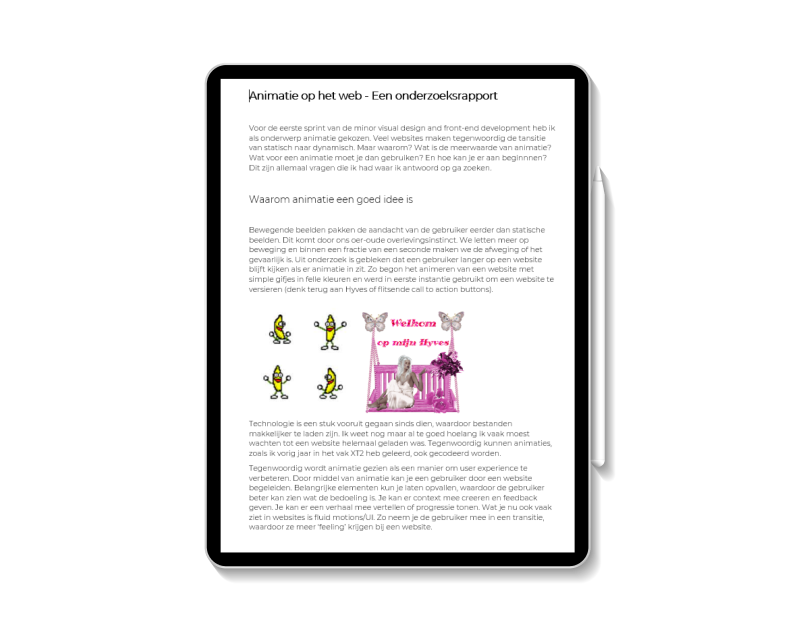 Animatie op het web - Een onderzoeksrapport
Voor de eerste sprint van de minor visual design and front-end development heb ik
als onderwerp animatie gekozen. Veel websites maken tegenwoordig de tansitie
van statisch naar dynamisch. Maar waarom? Wat is de meerwaarde van animatie?
Wat voor een animatie moet je dan gebruiken? En hoe kan je er aan beginnnen?
Dit zijn allemaal vragen die ik had waar ik antwoord op ga zoeken.
Waarom animatie een goed idee is
Bewegende beelden pakken de aandacht van de gebruiker eerder dan statische
beelden. Dit komt door ons oer-oude overlevingsinstinct. We letten meer op
beweging en binnen een fractie van een seconde maken we de afweging of het
gevaarlijk is. Uit onderzoek is gebleken dat een gebruiker langer op een website
blijft kijken als er animatie in zit. Zo begon het animeren van een website met
simple gifjes in felle kleuren en werd in eerste instantie gebruikt om een website te
versieren (denk terug aan Hyves of flitsende call to action buttons).
Welkom
op mijn Hyves
Technologie is een stuk vooruit gegaan sinds dien, waardoor bestanden
makkelijker te laden zijn. Ik weet nog maar al te goed hoelang ik vaak moest
wachten tot een website helemaal geladen was. Tegenwoordig kunnen animaties,
zoals ik vorig jaar in het vak XT2 heb geleerd, ook gecodeerd worden.
Tegenwoordig wordt animatie gezien als een manier om user experience te
verbeteren. Door middel van animatie kan je een gebruiker door een website
begeleiden. Belangrijke elementen kun je laten opvallen, waardoor de gebruiker
beter kan zien wat de bedoeling is. Je kan er context mee creeren en feedback
geven. Je kan er een verhaal mee vertellen of progressie tonen. Wat je nu ook vaak
ziet in websites is fluid motions/UI. Zo neem je de gebruiker mee in een transitie,
waardoor ze meer 'feeling' krijgen bij een website.